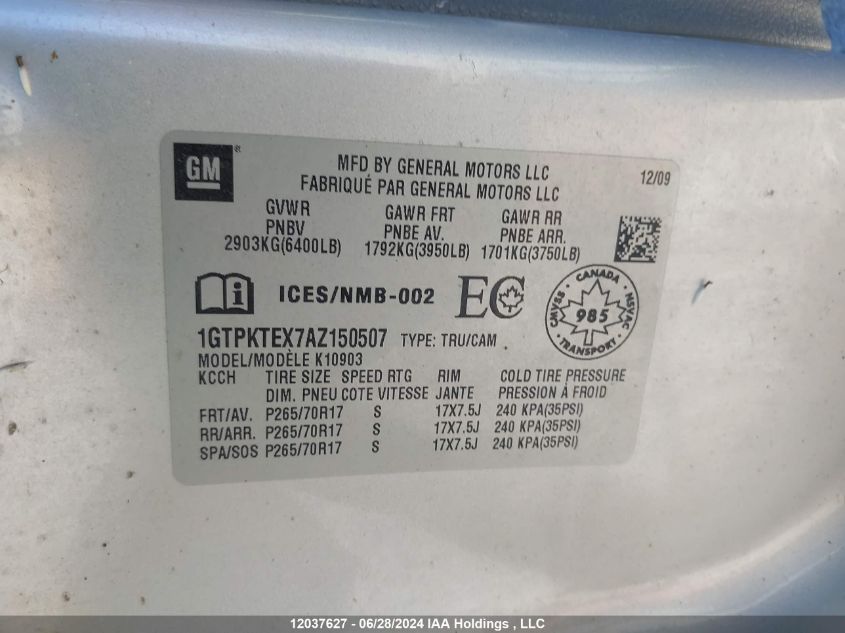 GM®
MFD BY GENERAL MOTORS LLC
FABRIQUÉ PAR GENERAL MOTORS LLC
12/09
GVWR GAWR FRT GAWR RR
PNBV PNBE AV. PNBE ARR.
2903KG(6400LB) 1792KG(3950LB) 1701KG(3750LB)
i ICES/NMB-002 EC
CANADA CMVSS NSVAC 985
1GTPKTEX7AZ150507 TYPE: TRU/CAM
MODEL/MODÈLE K10903
KCCH TIRE SIZE SPEED RTG RIM COLD TIRE PRESSURE
DIM. PNEU COTE VITESSE JANTE PRESSION À FROID
FRT/AV. P265/70R17 S 17X7.5J 240 KPA(35PSI)
RR/ARR. P265/70R17 S 17X7.5J 240 KPA(35PSI)
SPA/SOS P265/70R17 S 17X7.5J 240 KPA(35PSI)
12037627 - 06/28/2024 IAA Holdings , LLC